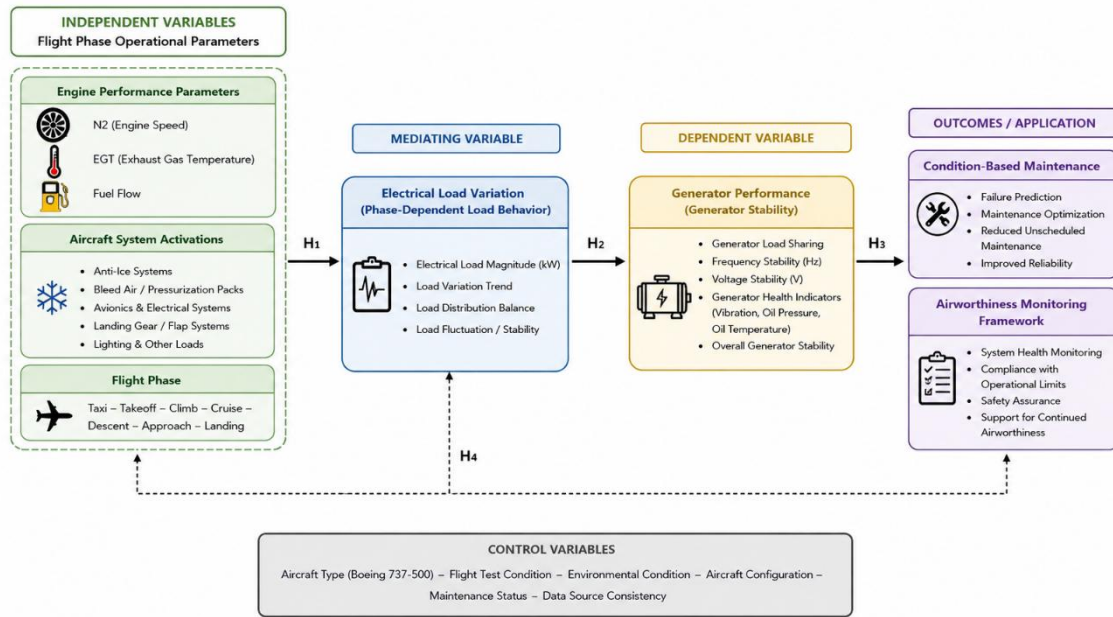 INDEPENDENT VARIABLES
Flight Phase Operational Parameters
Engine Performance Parameters
N2 (Engine Speed)
EGT (Exhaust Gas Temperature)
Fuel Flow
Aircraft System Activations
• Anti-Ice Systems
• Bleed Air / Pressurization Packs
• Avionics & Electrical Systems
• Landing Gear / Flap Systems
• Lighting & Other Loads
Flight Phase
Taxi – Takeoff – Climb – Cruise –
Descent – Approach – Landing
H1
MEDIATING VARIABLE
Electrical Load Variation
(Phase-Dependent Load Behavior)
• Electrical Load Magnitude (kW)
• Load Variation Trend
• Load Distribution Balance
• Load Fluctuation / Stability
H2
DEPENDENT VARIABLE
Generator Performance
(Generator Stability)
• Generator Load Sharing
• Frequency Stability (Hz)
• Voltage Stability (V)
• Generator Health Indicators
(Vibration, Oil Pressure,
Oil Temperature)
• Overall Generator Stability
H3
OUTCOMES / APPLICATION
Condition-Based Maintenance
• Failure Prediction
• Maintenance Optimization
• Reduced Unscheduled
Maintenance
• Improved Reliability
Airworthiness Monitoring
Framework
• System Health Monitoring
• Compliance with
Operational Limits
• Safety Assurance
• Support for Continued
Airworthiness
H4
CONTROL VARIABLES
Aircraft Type (Boeing 737-500) – Flight Test Condition – Environmental Condition – Aircraft Configuration –
Maintenance Status – Data Source Consistency